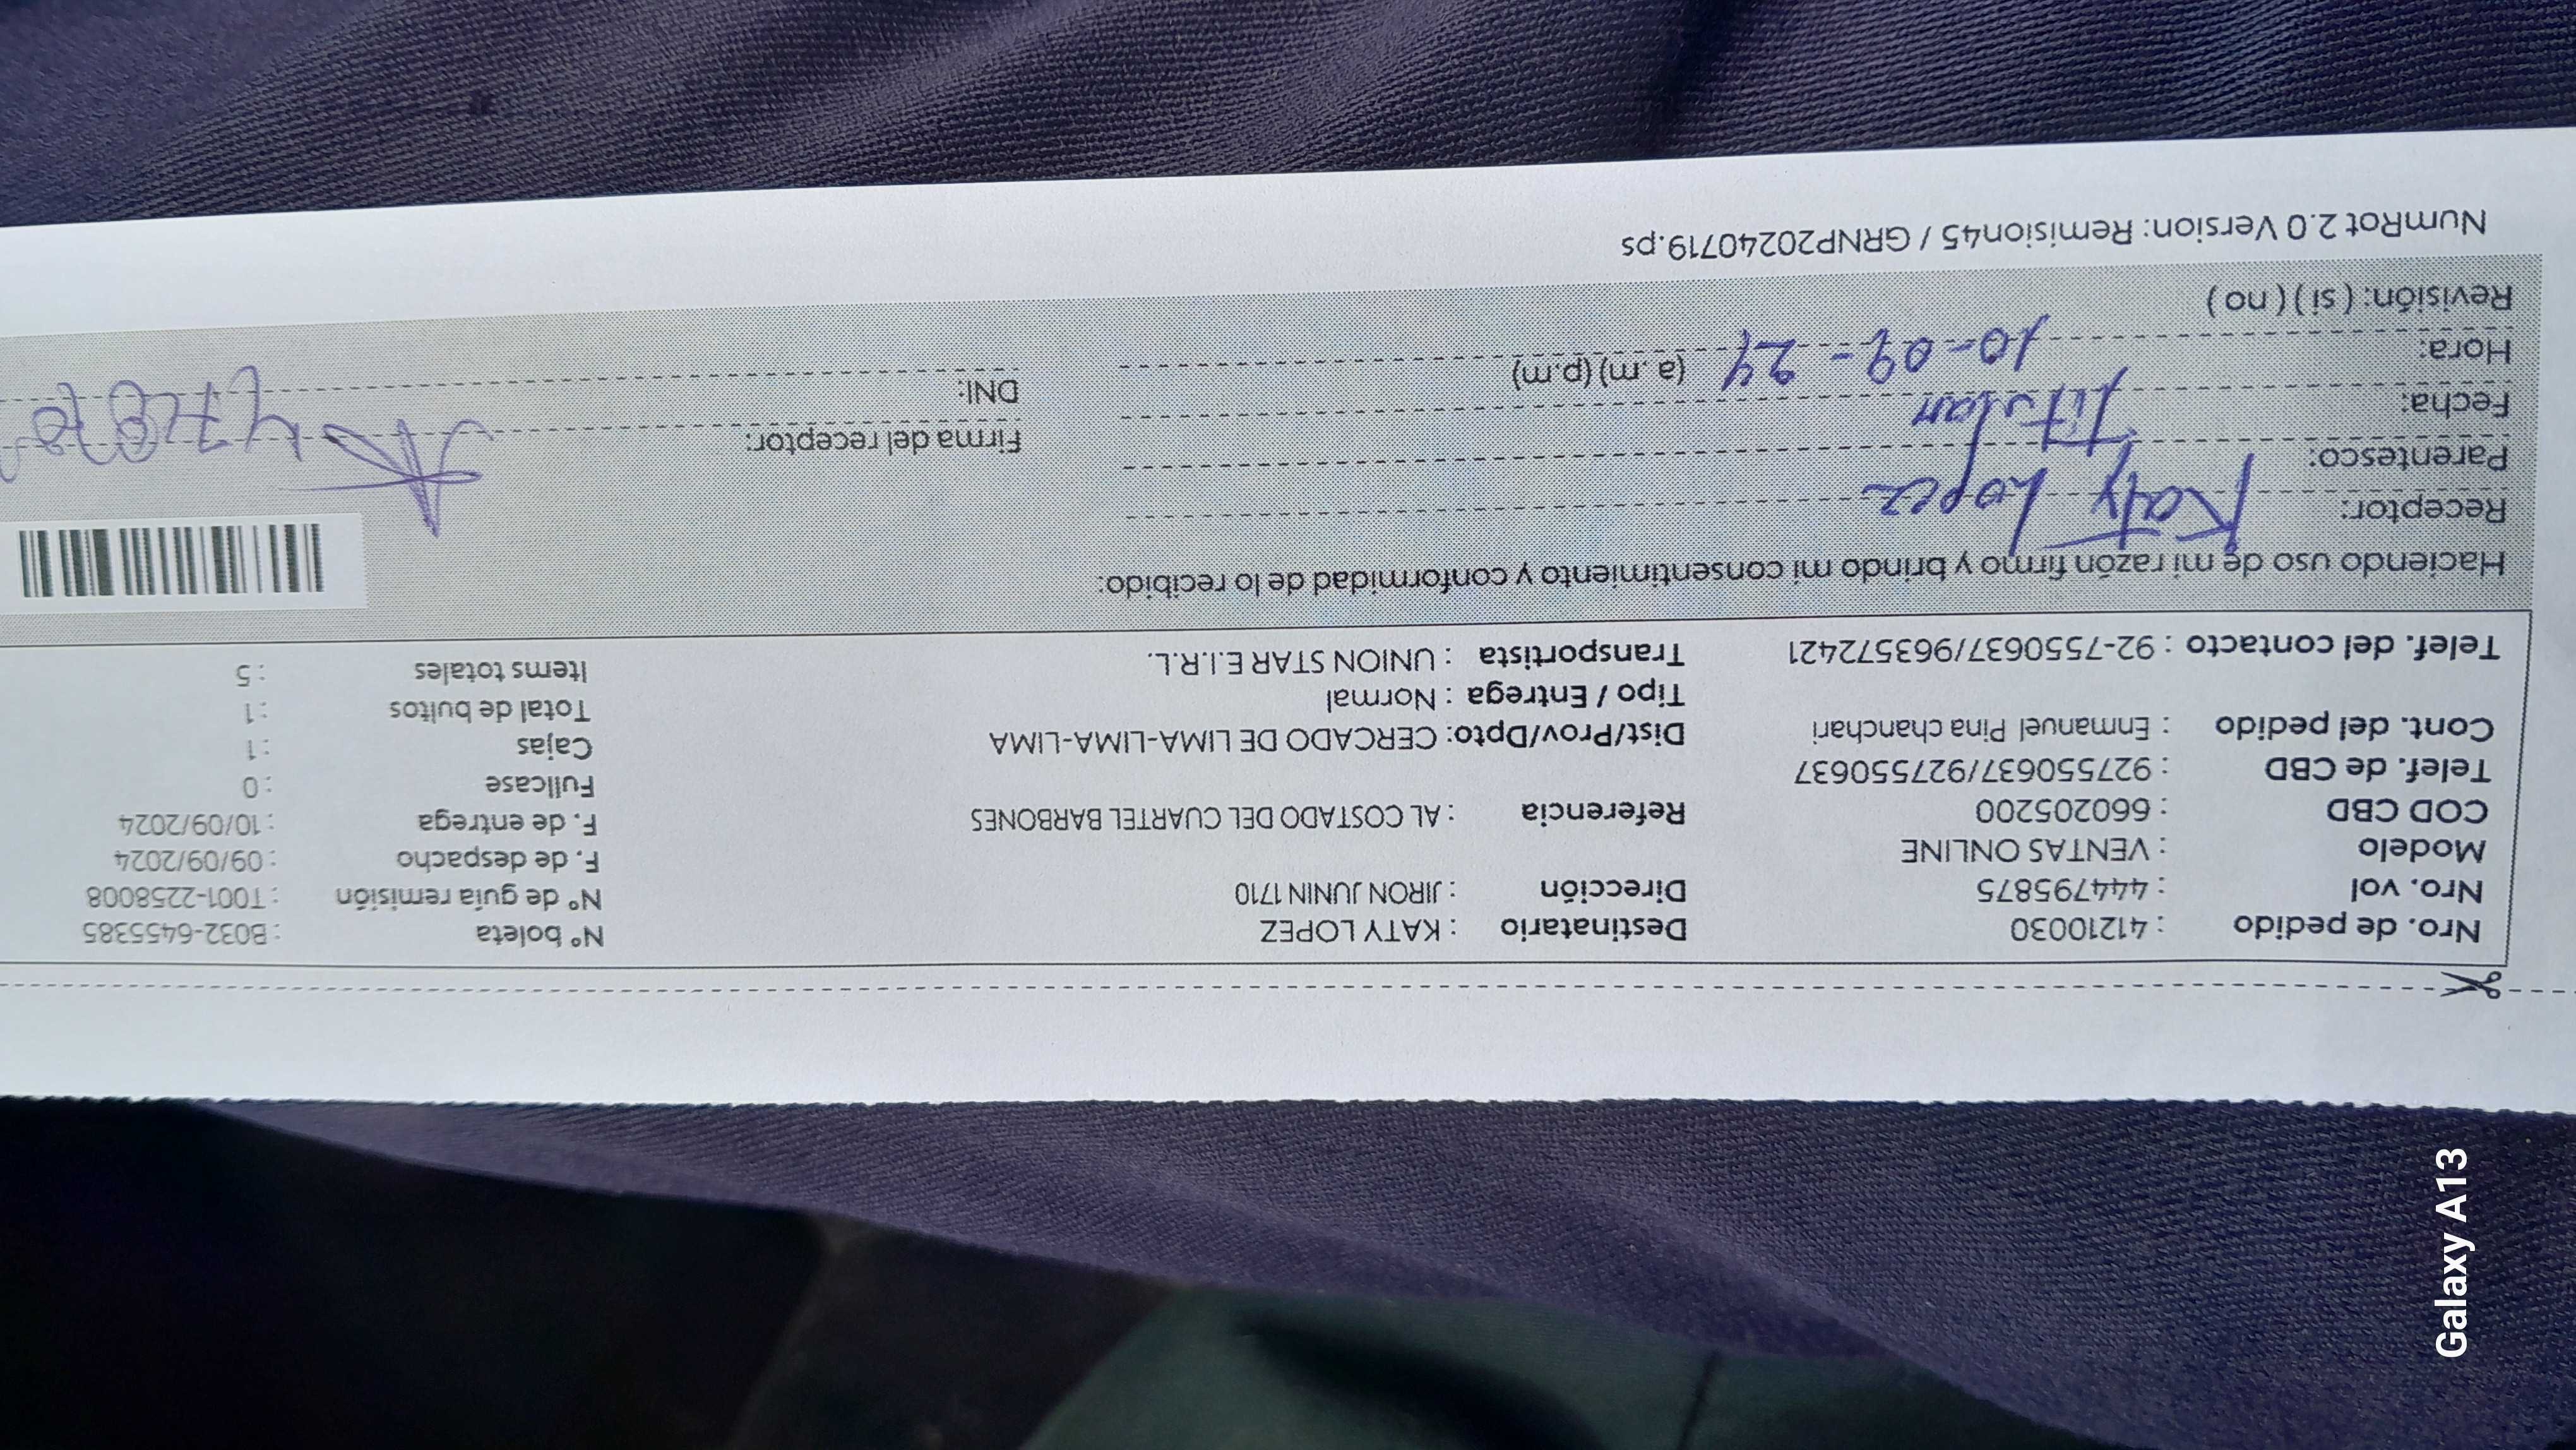 Nro. de pedido : 41210030 Destinatario : KATY LOPEZ N° boleta : B032-6455385
Nro. vol : 444795875 Dirección : JIRON JUNIN 1710 N° de guía remisión : T001-2258008
Modelo : VENTAS ONLINE F. de despacho : 09/09/2024
COD CBD : 660205200 Referencia : AL COSTADO DEL CUARTEL BARBONES F. de entrega : 10/09/2024
Telef. de CBD : 927550637/927550637 Fullcase : 0
Cont. del pedido : Enmanuel Pina chanchari Dist/Prov/Dpto: CERCADO DE LIMA-LIMA-LIMA Cajas : 1
Tipo / Entrega : Normal Total de bultos : 1
Telef. del contacto : 92-7550637/963572421 Transportista : UNION STAR E.I.R.L. Items totales : 5
Haciendo uso de mi razón firmo y brindo mi consentimiento y conformidad de lo recibido:
Receptor: Katy Lopez
Parentesco: Titular Firma del receptor:
Fecha: 10-09-24 DNI:
Hora: (a.m) (p.m)
Revisión: ( si ) ( no )
NumRot 2.0 Version: Remision45 / GRNP20240719.ps
Galaxy A13